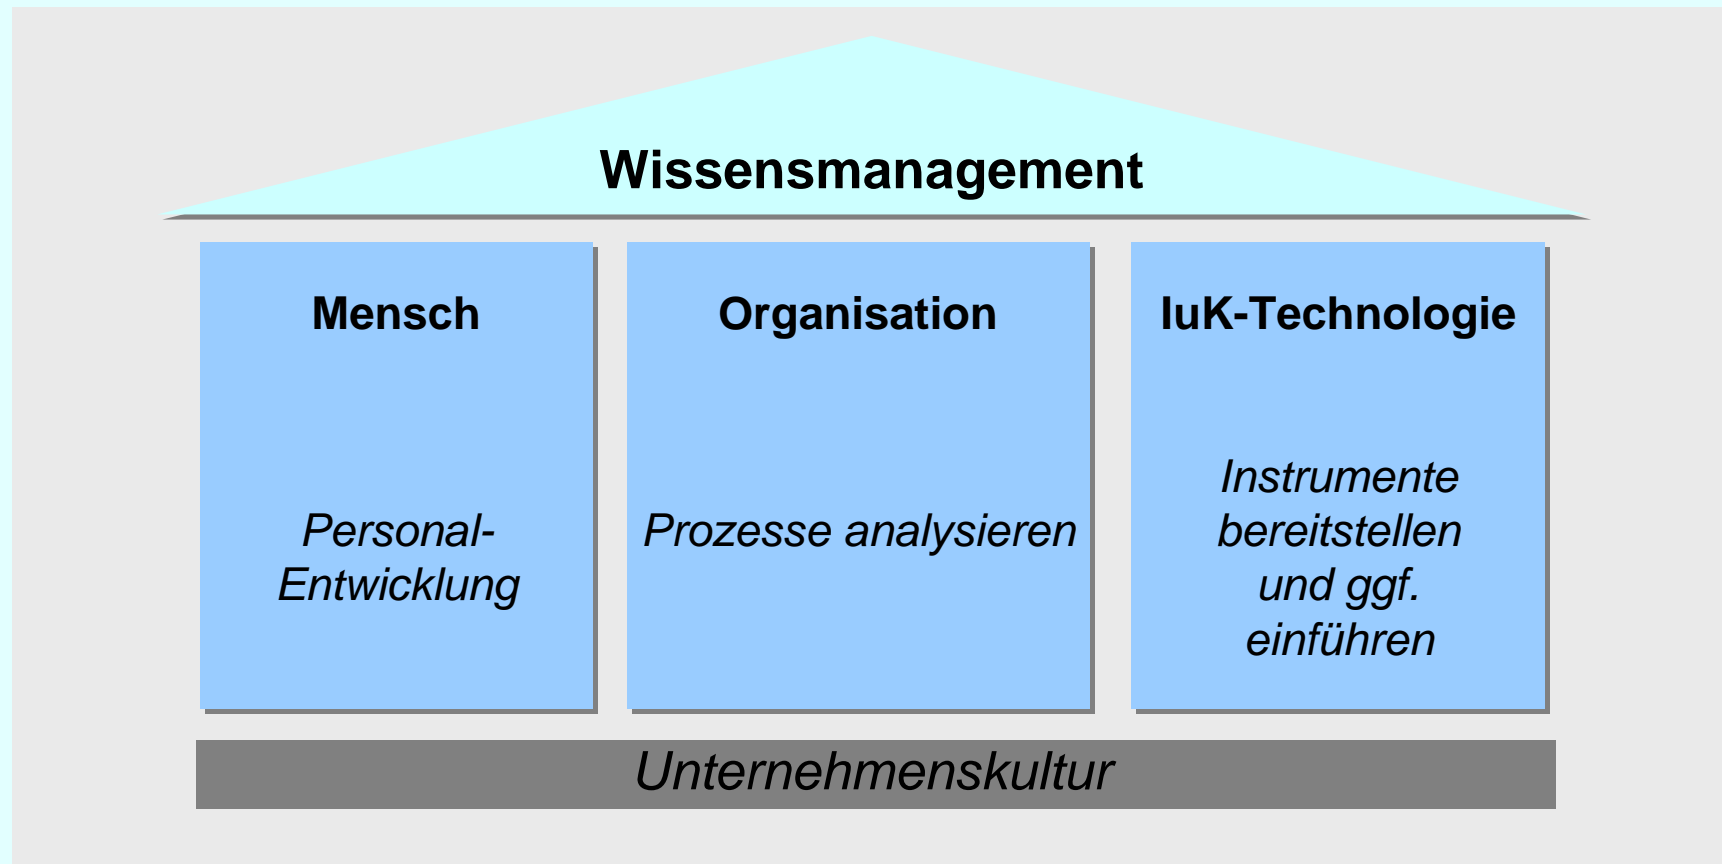 Wissensmanagement
Mensch
Personal-
Entwicklung
Organisation
Prozesse analysieren
IuK-Technologie
Instrumente
bereitstellen
und ggf.
einführen
Unternehmenskultur